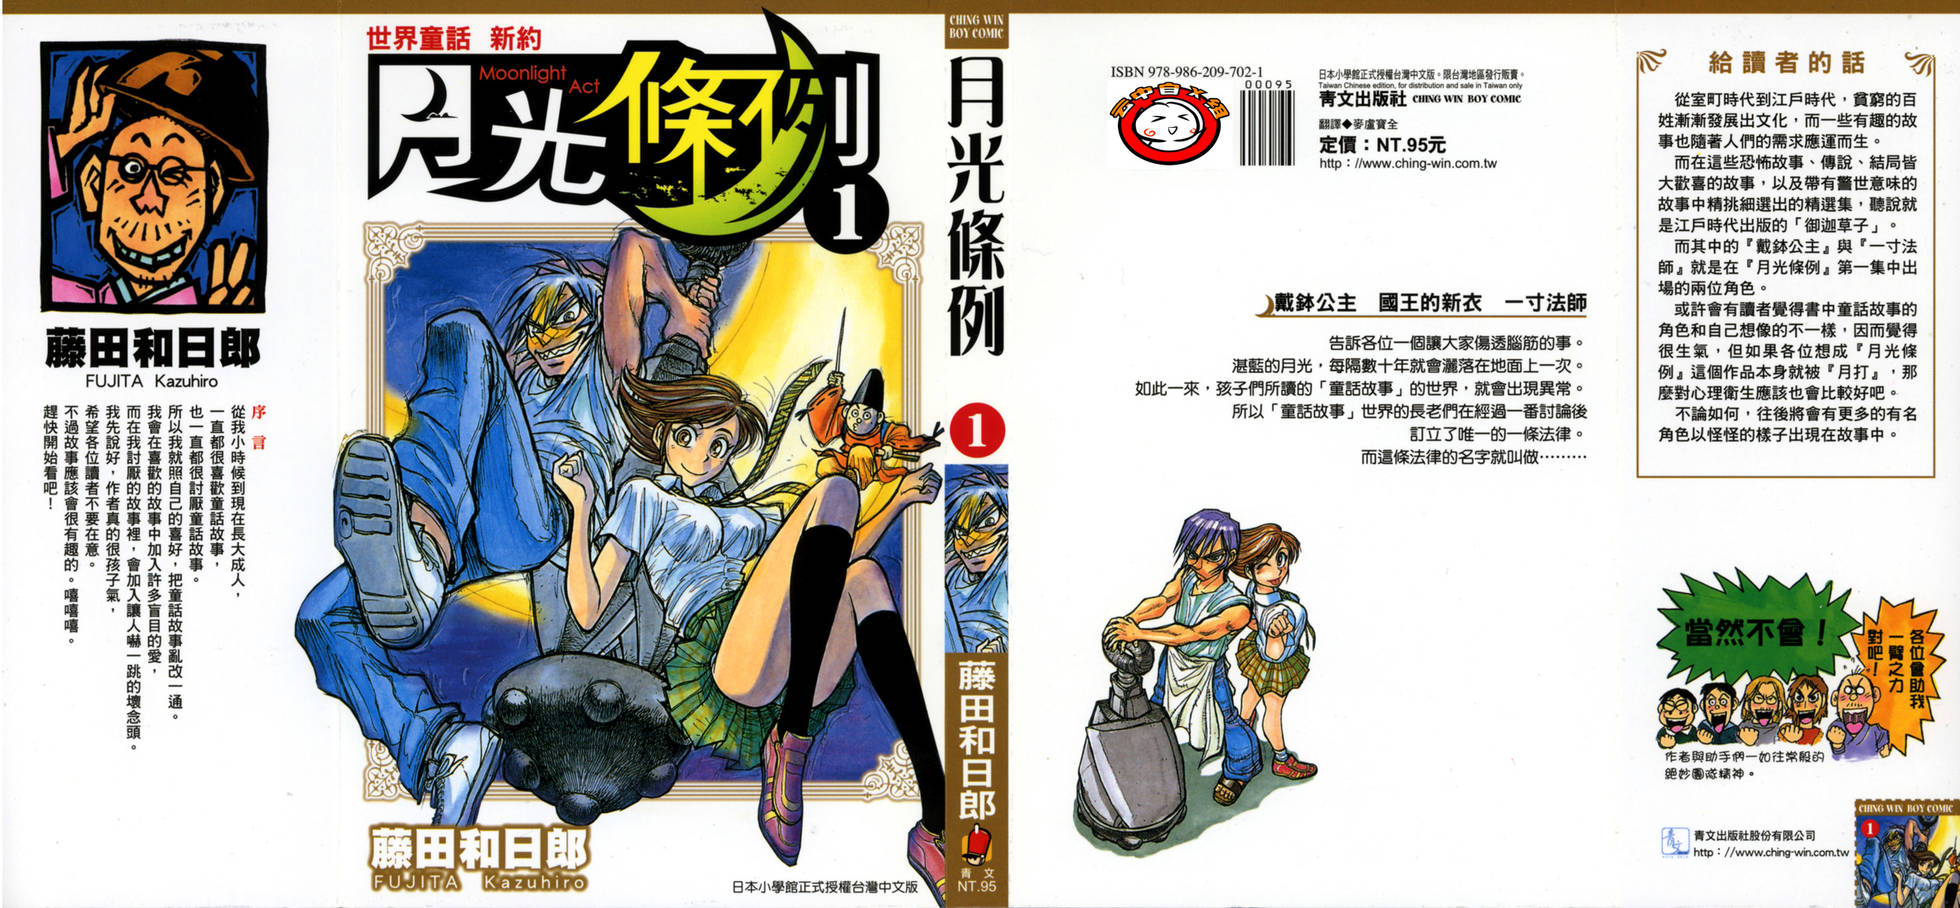 藤田和日郎
FUJITA Kazuhiro
序言
從我小時候到現在長大成人，
一直都很喜歡童話故事，
也一直都很討厭童話故事。
所以我就照自己的喜好，把童話故事亂改一通。
我會在喜歡的故事中加入許多盲目的愛，
而在我討厭的故事裡，會加入讓人嚇一跳的壞念頭。
我先說好，作者真的很孩子氣，
希望各位讀者不要在意。
不過故事應該會很有趣的。嘻嘻嘻。
趕快開始看吧！
世界童話 新約
月光條例
Moonlight
Act
1
藤田和日郎
FUJITA Kazuhiro
日本小學館正式授權台灣中文版
CHING WIN
BOY COMIC
月光條例
1
藤田和日郎
青文
NT.95
ISBN 978-986-209-702-1
00095
日本小學館正式授權台灣中文版。限台灣地區發行販賣。
Taiwan Chinese edition, for distribution and sale in Taiwan only
青文出版社 CHING WIN BOY COMIC
翻譯◆麥盧寶全
定價：NT.95元
http：//www.ching-win.com.tw
戴鉢公主 國王的新衣 一寸法師
告訴各位一個讓大家傷透腦筋的事。
湛藍的月光，每隔數十年就會灑落在地面上一次。
如此一來，孩子們所讀的「童話故事」的世界，就會出現異常。
所以「童話故事」世界的長老們在經過一番討論後
訂立了唯一的一條法律。
而這條法律的名字就叫做………
給讀者的話
從室町時代到江戶時代，貧窮的百
姓漸漸發展出文化，而一些有趣的故
事也隨著人們的需求應運而生。
而在這些恐怖故事、傳說、結局皆
大歡喜的故事，以及帶有警世意味的
故事中精挑細選出的精選集，聽說就
是江戶時代出版的「御迦草子」。
而其中的『戴鉢公主』與『一寸法
師』就是在『月光條例』第一集中出
場的兩位角色。
或許會有讀者覺得書中童話故事的
角色和自己想像的不一樣，因而覺得
很生氣，但如果各位想成『月光條
例』這個作品本身就被『月打』，那
麼對心理衛生應該也會比較好吧。
不論如何，往後將會有更多的有名
角色以怪怪的樣子出現在故事中。
當然不會！
各位會助我
一臂之力
對吧！
作者與助手們一如往常般的
絕妙團隊精神。
青文出版社股份有限公司
http：//www.ching-win.com.tw
CHING WIN BOY COMIC
1